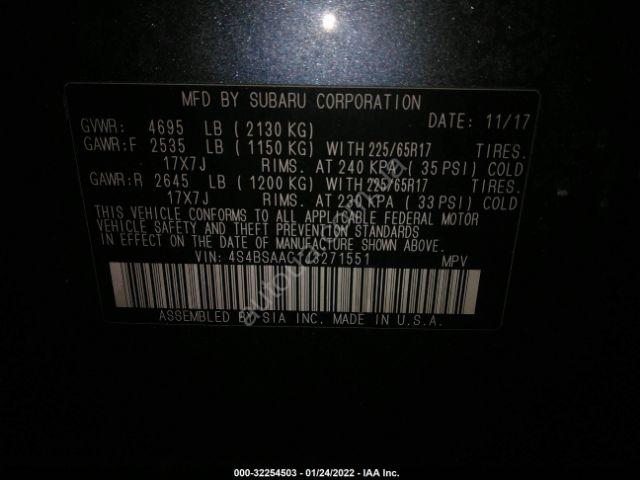 MFD BY SUBARU CORPORATION
DATE: 11/17
GVWR: 4695 LB ( 2130 KG)
GAWR:F 2535 LB ( 1150 KG) WITH 225/65R17 TIRES.
17X7J RIMS. AT 240 KPA ( 35 PSI) COLD
GAWR:R 2645 LB ( 1200 KG) WITH 225/65R17 TIRES.
17X7J RIMS. AT 230 KPA ( 33 PSI) COLD
THIS VEHICLE CONFORMS TO ALL APPLICABLE FEDERAL MOTOR
VEHICLE SAFETY AND THEFT PREVENTION STANDARDS
IN EFFECT ON THE DATE OF MANUFACTURE SHOWN ABOVE.
VIN: MPV
ASSEMBLED BY SIA INC. MADE IN U.S.A.
000-32254503 - 01/24/2022 - IAA Inc.